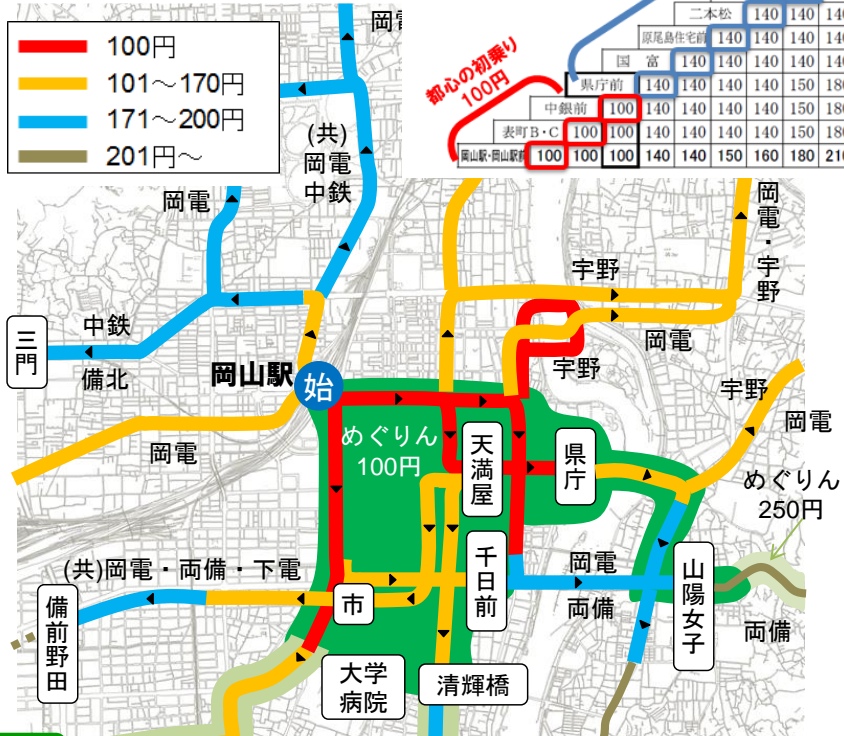 100円
101～170円
171～200円
201円～
岡電
二本松 140 140 140
原尾島住宅前 140 140 140 140
国富 140 140 140 140 140
県庁前 140 140 140 140 150 180
中銀前 100 140 140 140 140 150 180
表町B・C 100 100 140 140 140 140 150 180
岡山駅・岡山駅前 100 100 100 140 140 150 160 180 210
都心の初乗り
100円
(共)
岡電
中鉄
岡電
岡電・宇野
宇野
岡電
宇野
三門
中鉄
備北
岡山駅
始
宇野
岡電
岡電
めぐりん
100円
天満屋
県庁
めぐりん
250円
(共)岡電・両備・下電
市
千日前
岡電
両備
山陽女子
両備
備前野田
大学
病院
清輝橋